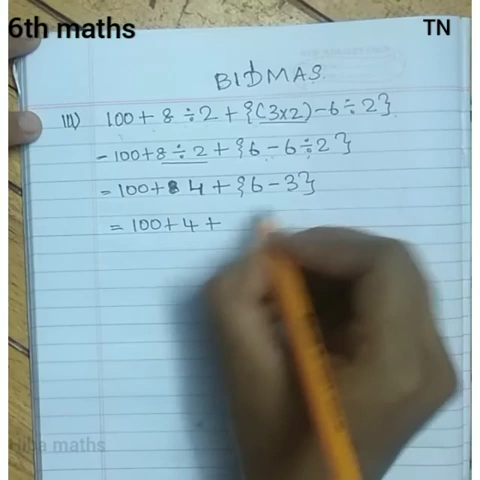 6th maths
TN
BIDMAS
III) 100 + 8 ÷ 2 + {(3×2) - 6 ÷ 2}
- 100 + 8 ÷ 2 + {6 - 6 ÷ 2}
= 100 + 4 + {6 - 3}
= 100 + 4 +
maths